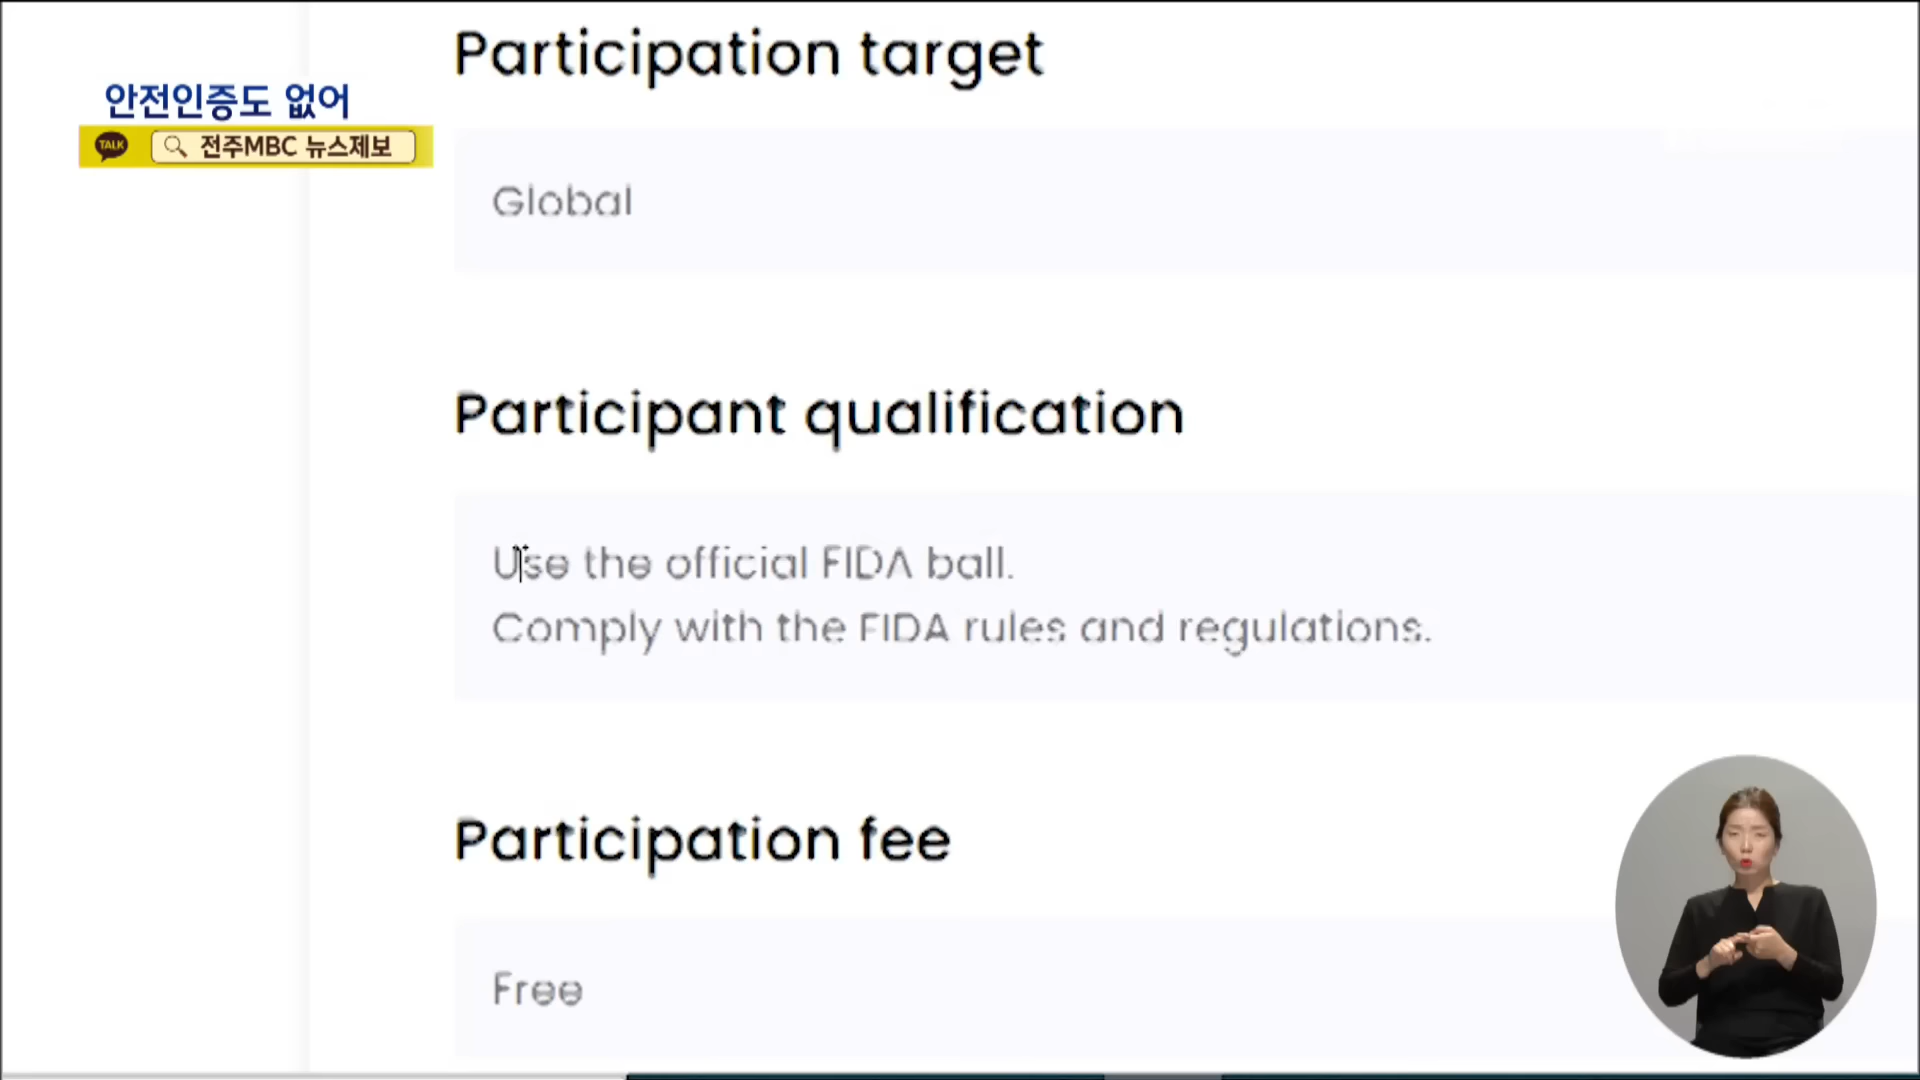 Participation target
안전인증도 없어
TALK 전주MBC 뉴스제보
Global
Participant qualification
Use the official FIDA ball.
Comply with the FIDA rules and regulations.
Participation fee
Free